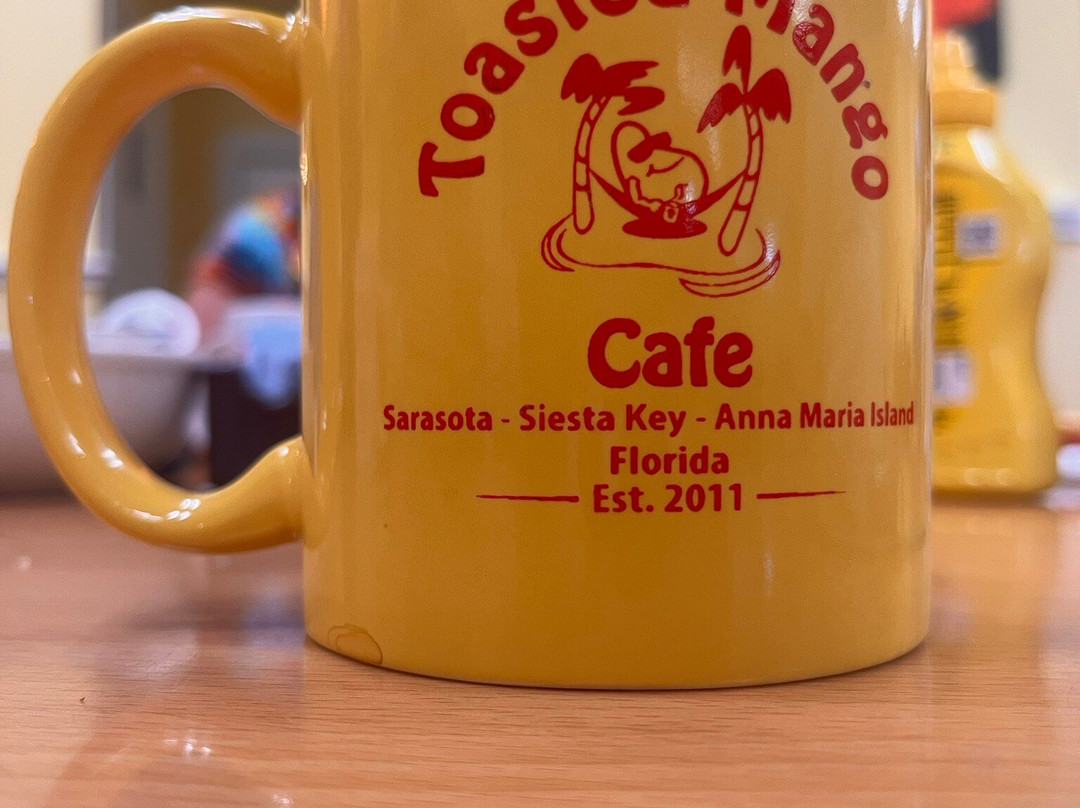 Toasted Mango
Cafe
Sarasota - Siesta Key - Anna Maria Island
Florida
Est. 2011